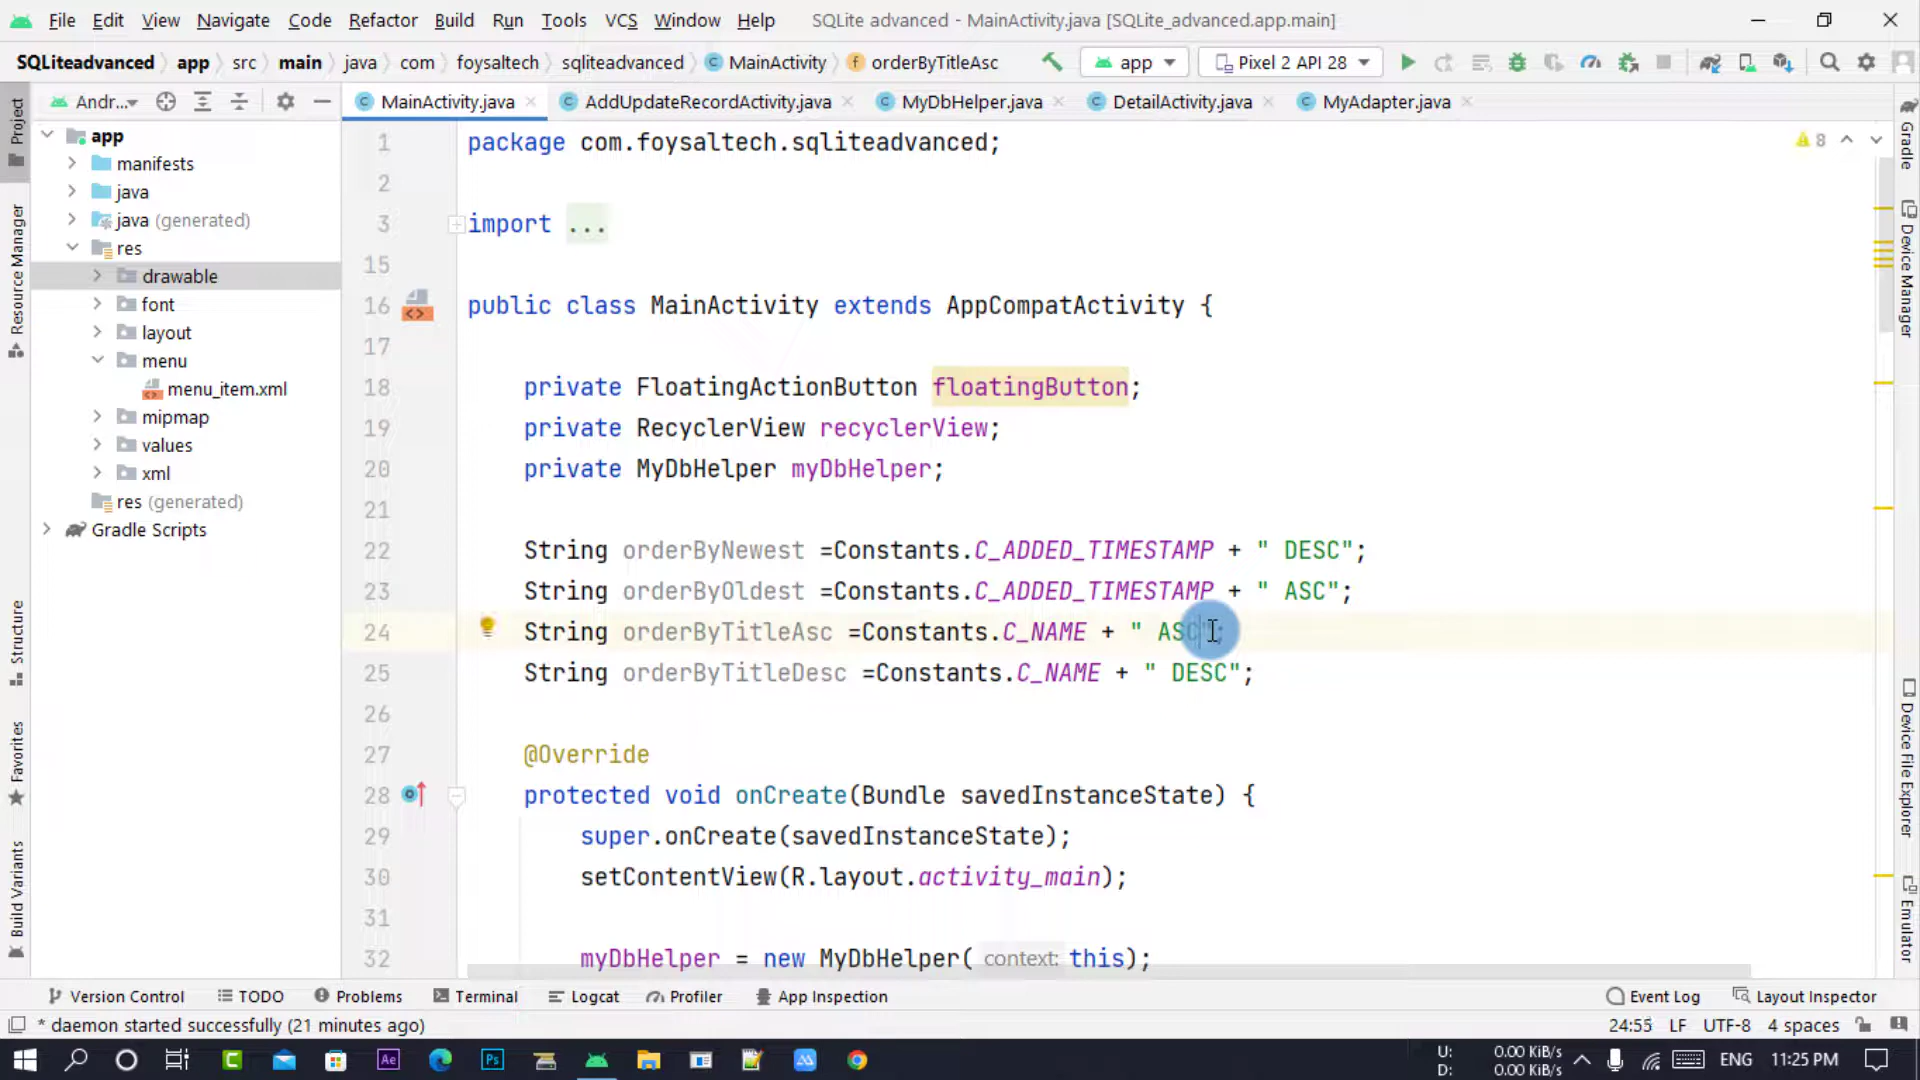 File Edit View Navigate Code Refactor Build Run Tools VCS Window Help SQLite advanced - MainActivity.java [SQLite_advanced.app.main]
SQLiteadvanced app src main java com foysaltech sqliteadvanced MainActivity orderByTitleAsc app Pixel 2 API 28
Andr... MainActivity.java AddUpdateRecordActivity.java MyDbHelper.java DetailActivity.java MyAdapter.java
Project
Resource Manager
Structure
Favorites
Build Variants
app
manifests
java
java (generated)
res
drawable
font
layout
menu
menu_item.xml
mipmap
values
xml
res (generated)
Gradle Scripts
8
1 package com.foysaltech.sqliteadvanced;
2
3 import ...
15
16 public class MainActivity extends AppCompatActivity {
17
18 private FloatingActionButton floatingButton;
19 private RecyclerView recyclerView;
20 private MyDbHelper myDbHelper;
21
22 String orderByNewest =Constants.C_ADDED_TIMESTAMP + " DESC";
23 String orderByOldest =Constants.C_ADDED_TIMESTAMP + " ASC";
24 String orderByTitleAsc =Constants.C_NAME + " ASC";
25 String orderByTitleDesc =Constants.C_NAME + " DESC";
26
27 @Override
28 protected void onCreate(Bundle savedInstanceState) {
29 super.onCreate(savedInstanceState);
30 setContentView(R.layout.activity_main);
31
32 myDbHelper = new MyDbHelper( context: this);
Gradle
Device Manager
Device File Explorer
Emulator
Version Control TODO Problems Terminal Logcat Profiler App Inspection Event Log Layout Inspector
* daemon started successfully (21 minutes ago) 24:55 LF UTF-8 4 spaces
C Ae Ps U: 0.00 KiB/s ENG 11:25 PM
D: 0.00 KiB/s